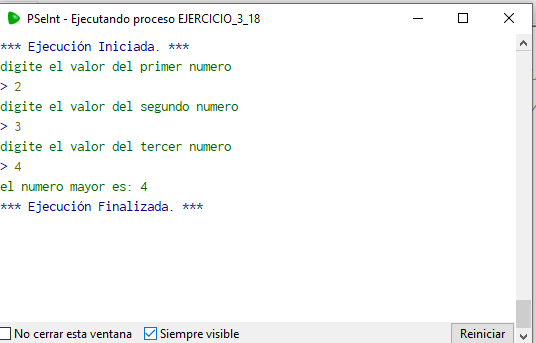 PSeInt - Ejecutando proceso EJERCICIO_3_18
*** Ejecución Iniciada. ***
digite el valor del primer numero
> 2
digite el valor del segundo numero
> 3
digite el valor del tercer numero
> 4
el numero mayor es: 4
*** Ejecución Finalizada. ***
No cerrar esta ventana Siempre visible Reiniciar